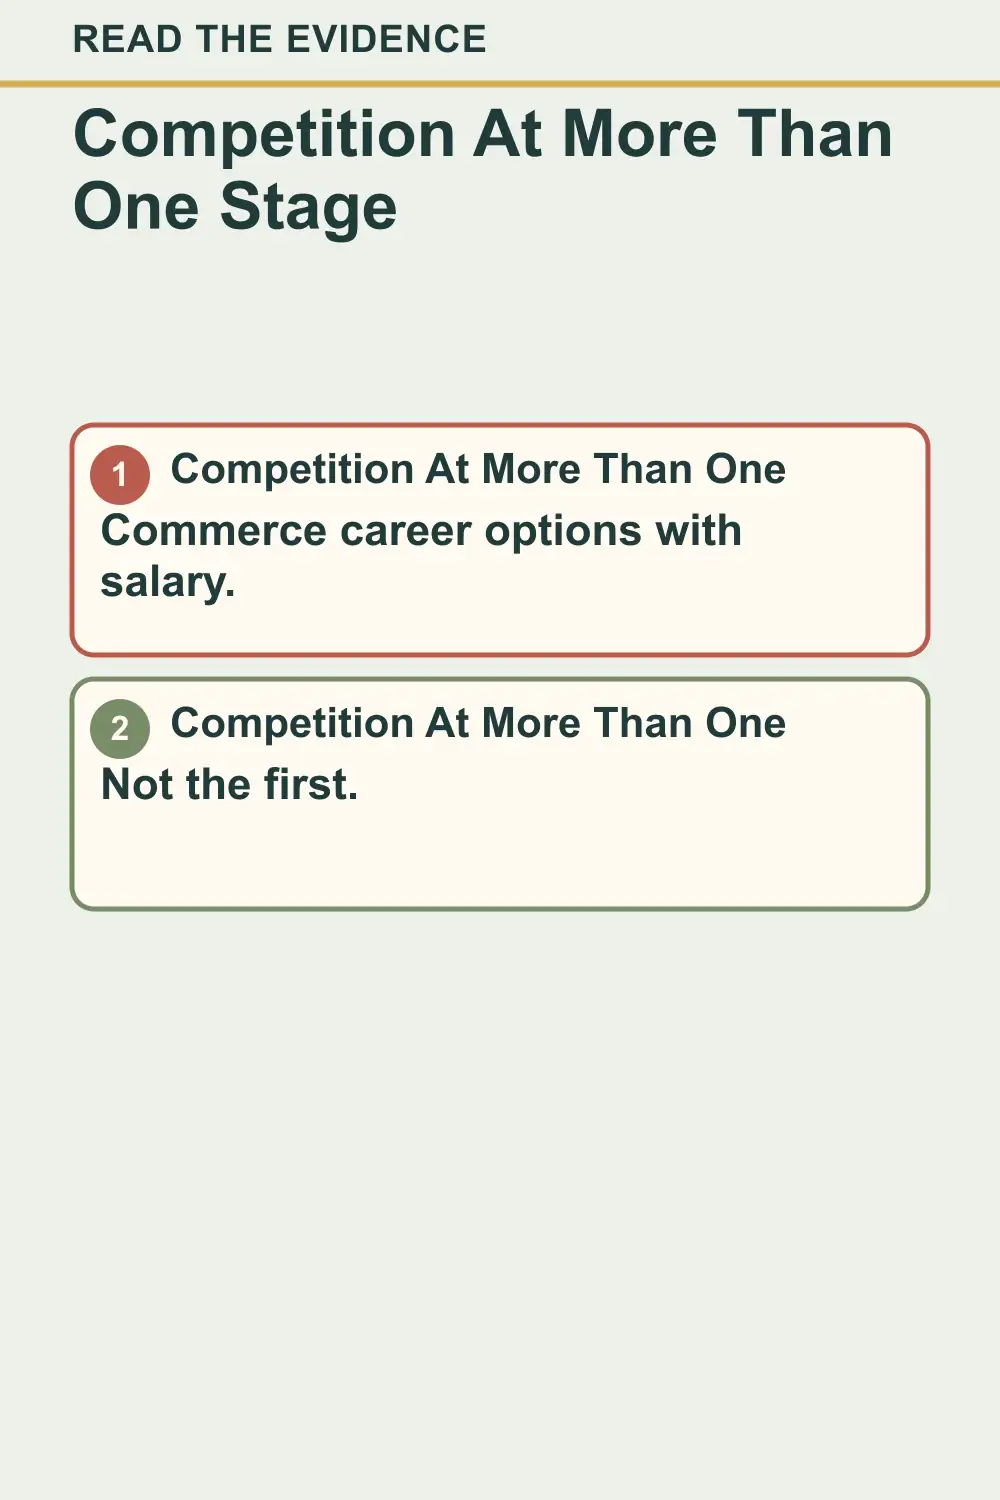 READ THE EVIDENCE
Competition At More Than
One Stage
1 Competition At More Than One
Commerce career options with
salary.
2 Competition At More Than One
Not the first.